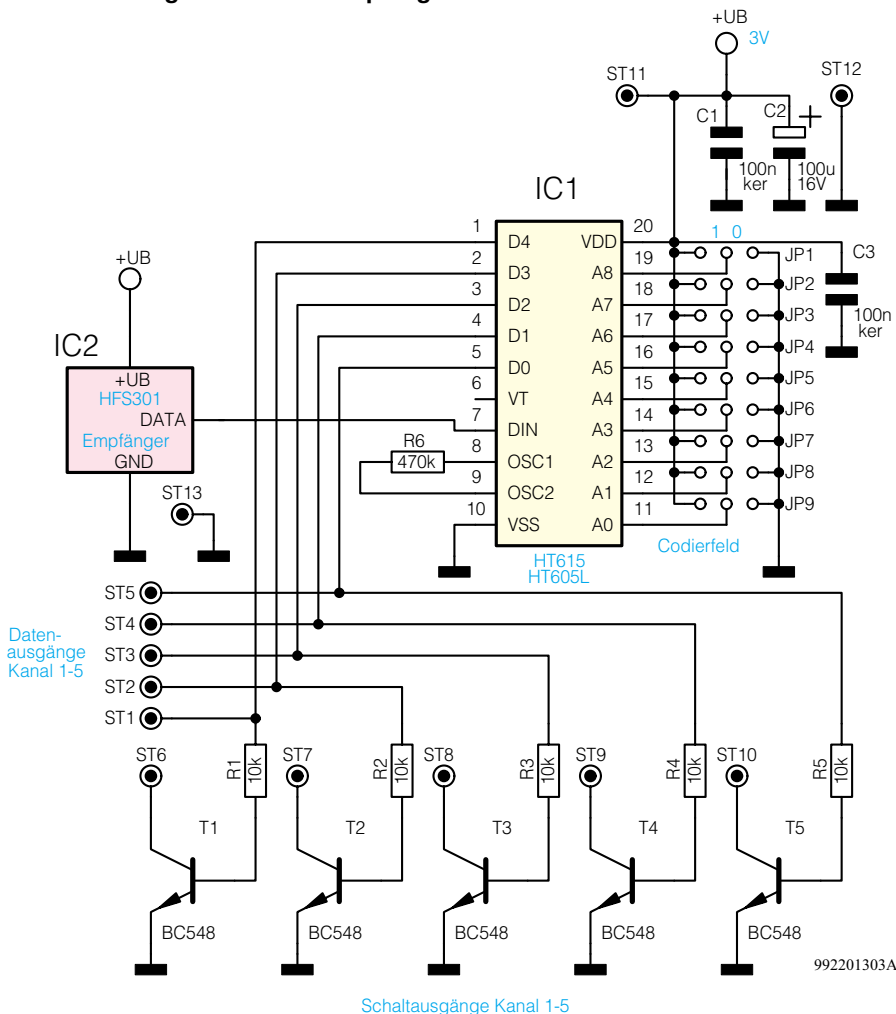 +UB
3V
ST11
ST12
C1
C2
+
100n
ker
100u
16V
IC1
1 D4 VDD 20
2 D3 A8 19
3 D2 A7 18
4 D1 A6 17
5 D0 A5 16
6 VT A4 15
7 DIN A3 14
8 OSC1 A2 13
9 OSC2 A1 12
10 VSS A0 11
HT615
HT605L
1 0
JP1
JP2
JP3
JP4
JP5
JP6
JP7
JP8
JP9
Codierfeld
C3
100n
ker
+UB
IC2
+UB
HFS301
DATA
Empfänger
GND
R6
470k
ST13
ST5
ST4
ST3
ST2
ST1
Daten-
ausgänge
Kanal 1-5
ST6
R1
10k
ST7
R2
10k
ST8
R3
10k
ST9
R4
10k
ST10
R5
10k
T1
T2
T3
T4
T5
BC548
BC548
BC548
BC548
BC548
992201303A
Schaltausgänge Kanal 1-5